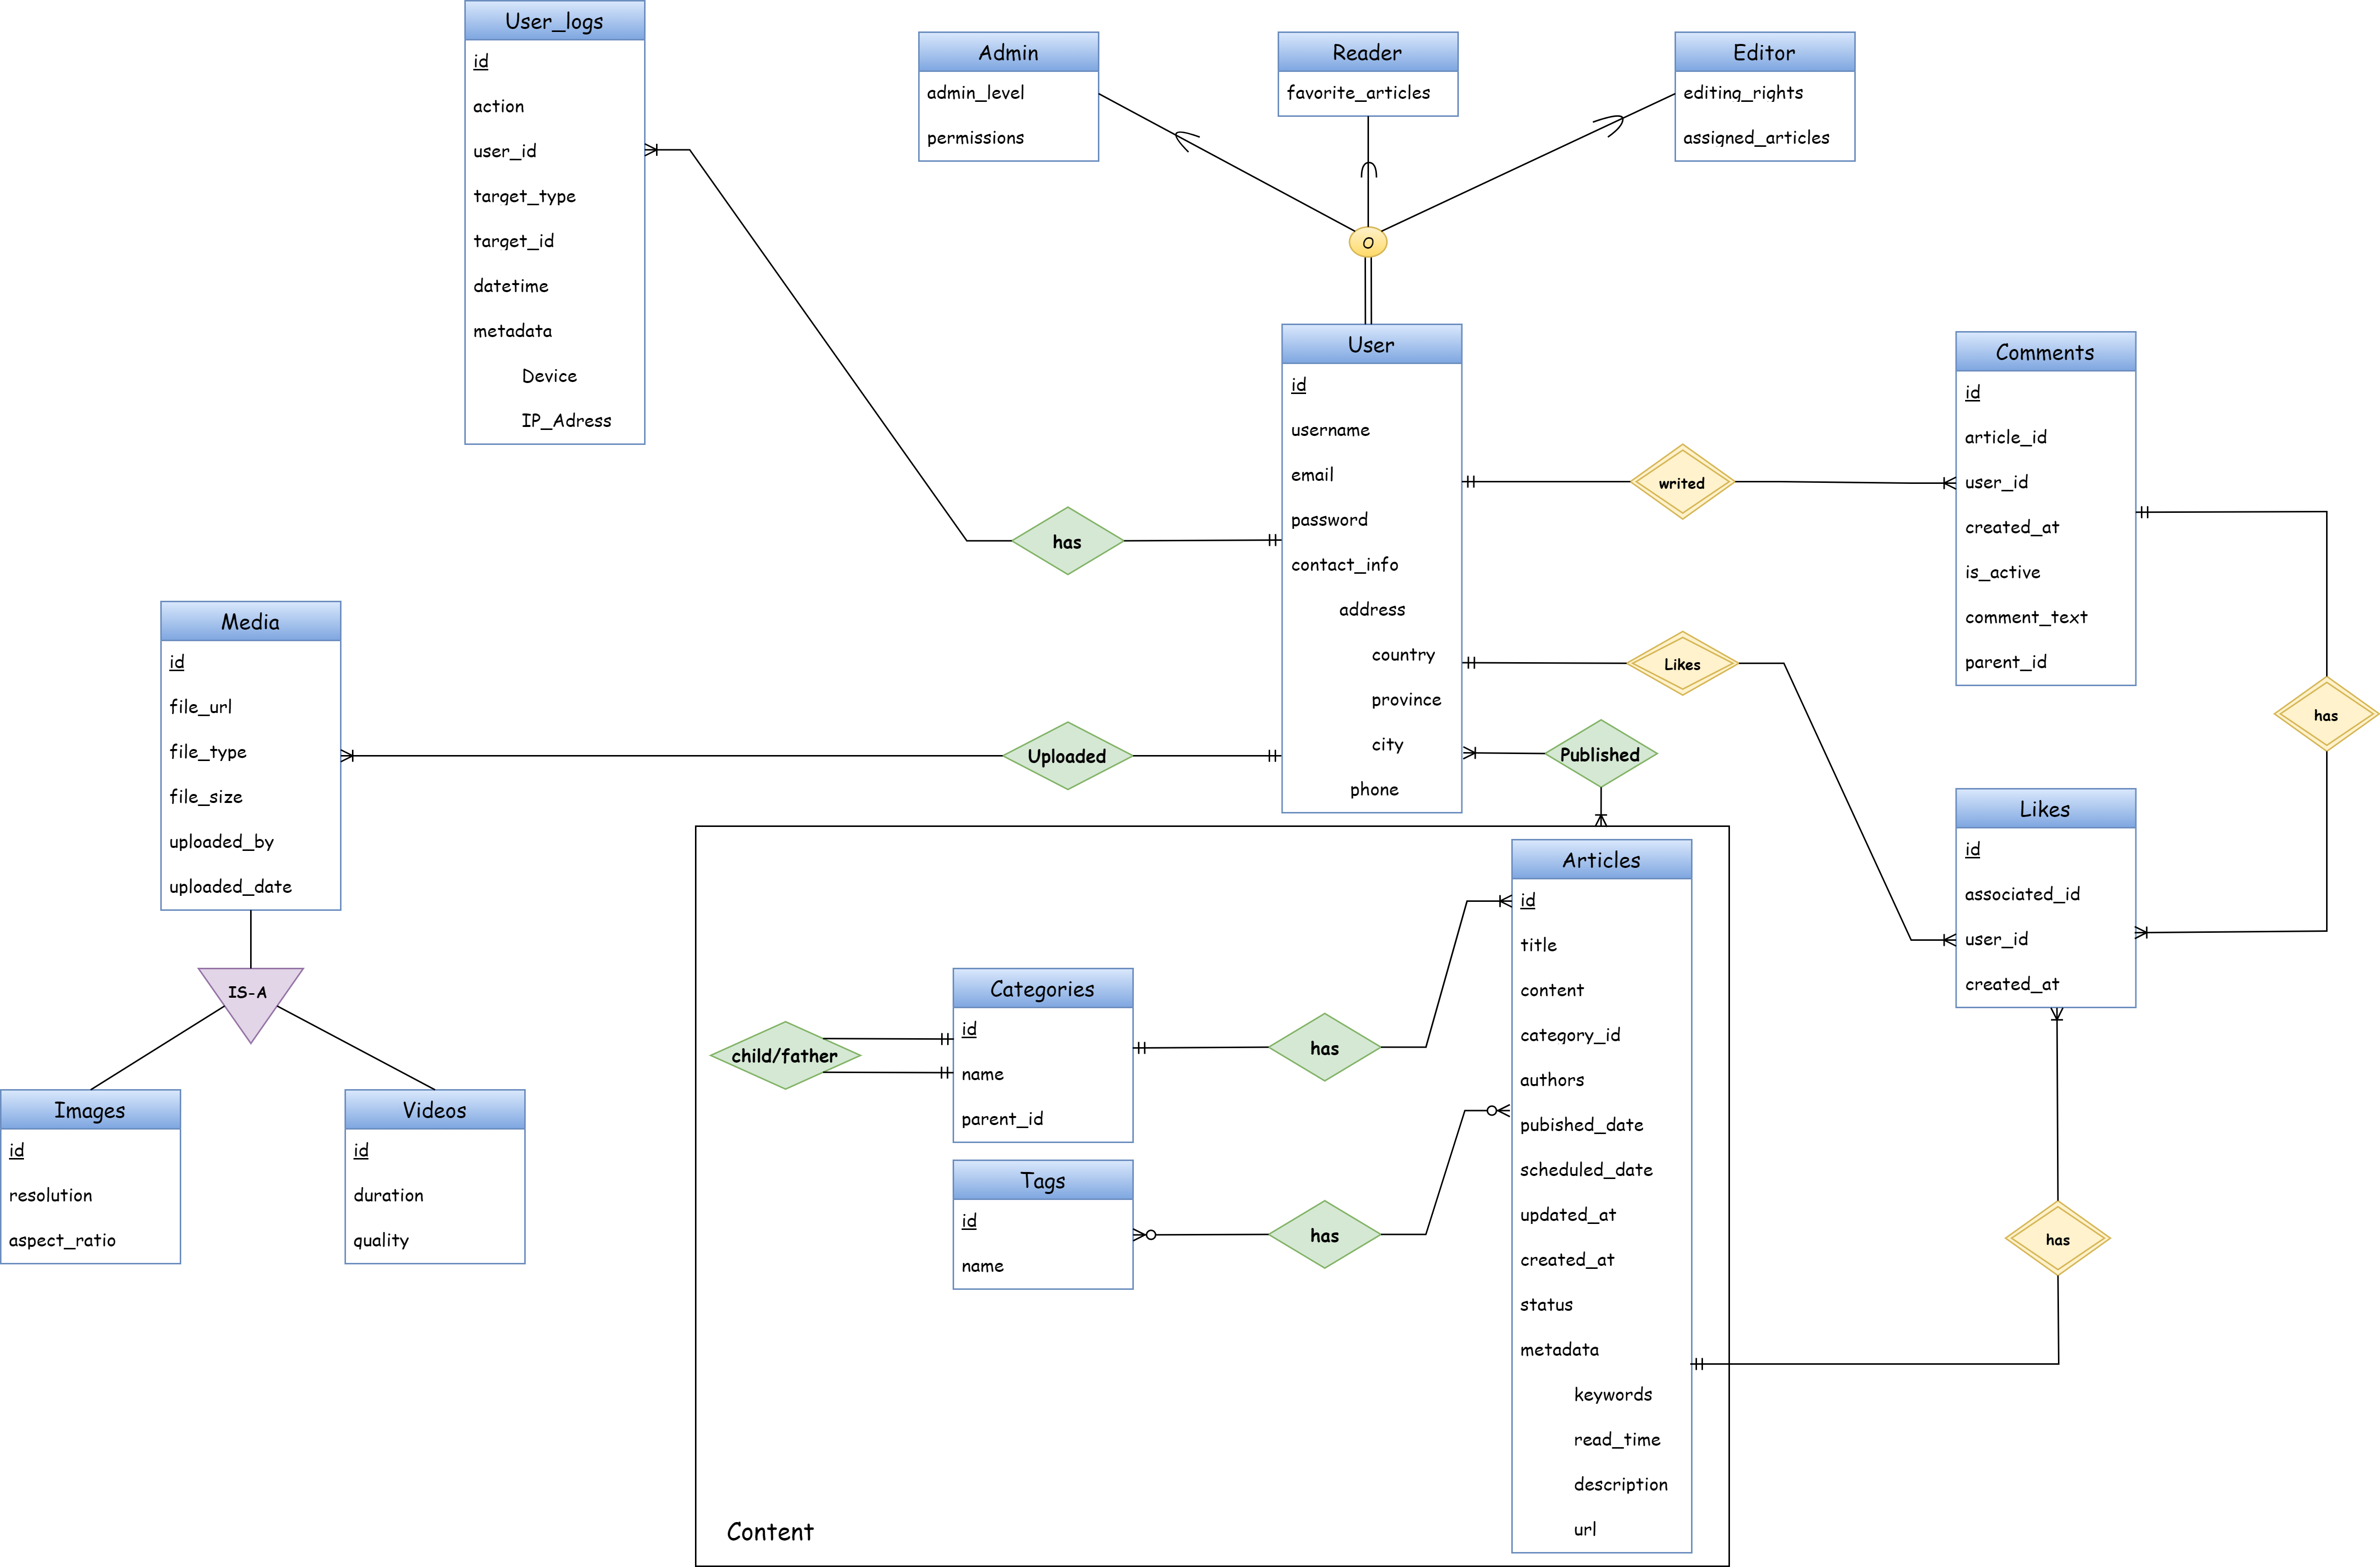 User_logs
id
action
user_id
target_type
target_id
datetime
metadata
Device
IP_Adress
Admin
admin_level
permissions
Reader
favorite_articles
Editor
editing_rights
assigned_articles
O
User
id
username
email
password
contact_info
address
country
province
city
phone
writed
Comments
id
article_id
user_id
created_at
is_active
comment_text
parent_id
has
has
Likes
Published
Uploaded
Media
id
file_url
file_type
file_size
uploaded_by
uploaded_date
IS-A
Images
id
resolution
aspect_ratio
Videos
id
duration
quality
Likes
id
associated_id
user_id
created_at
has
Articles
id
title
content
category_id
authors
pubished_date
scheduled_date
updated_at
created_at
status
metadata
keywords
read_time
description
url
Categories
id
name
parent_id
child/father
has
Tags
id
name
has
Content